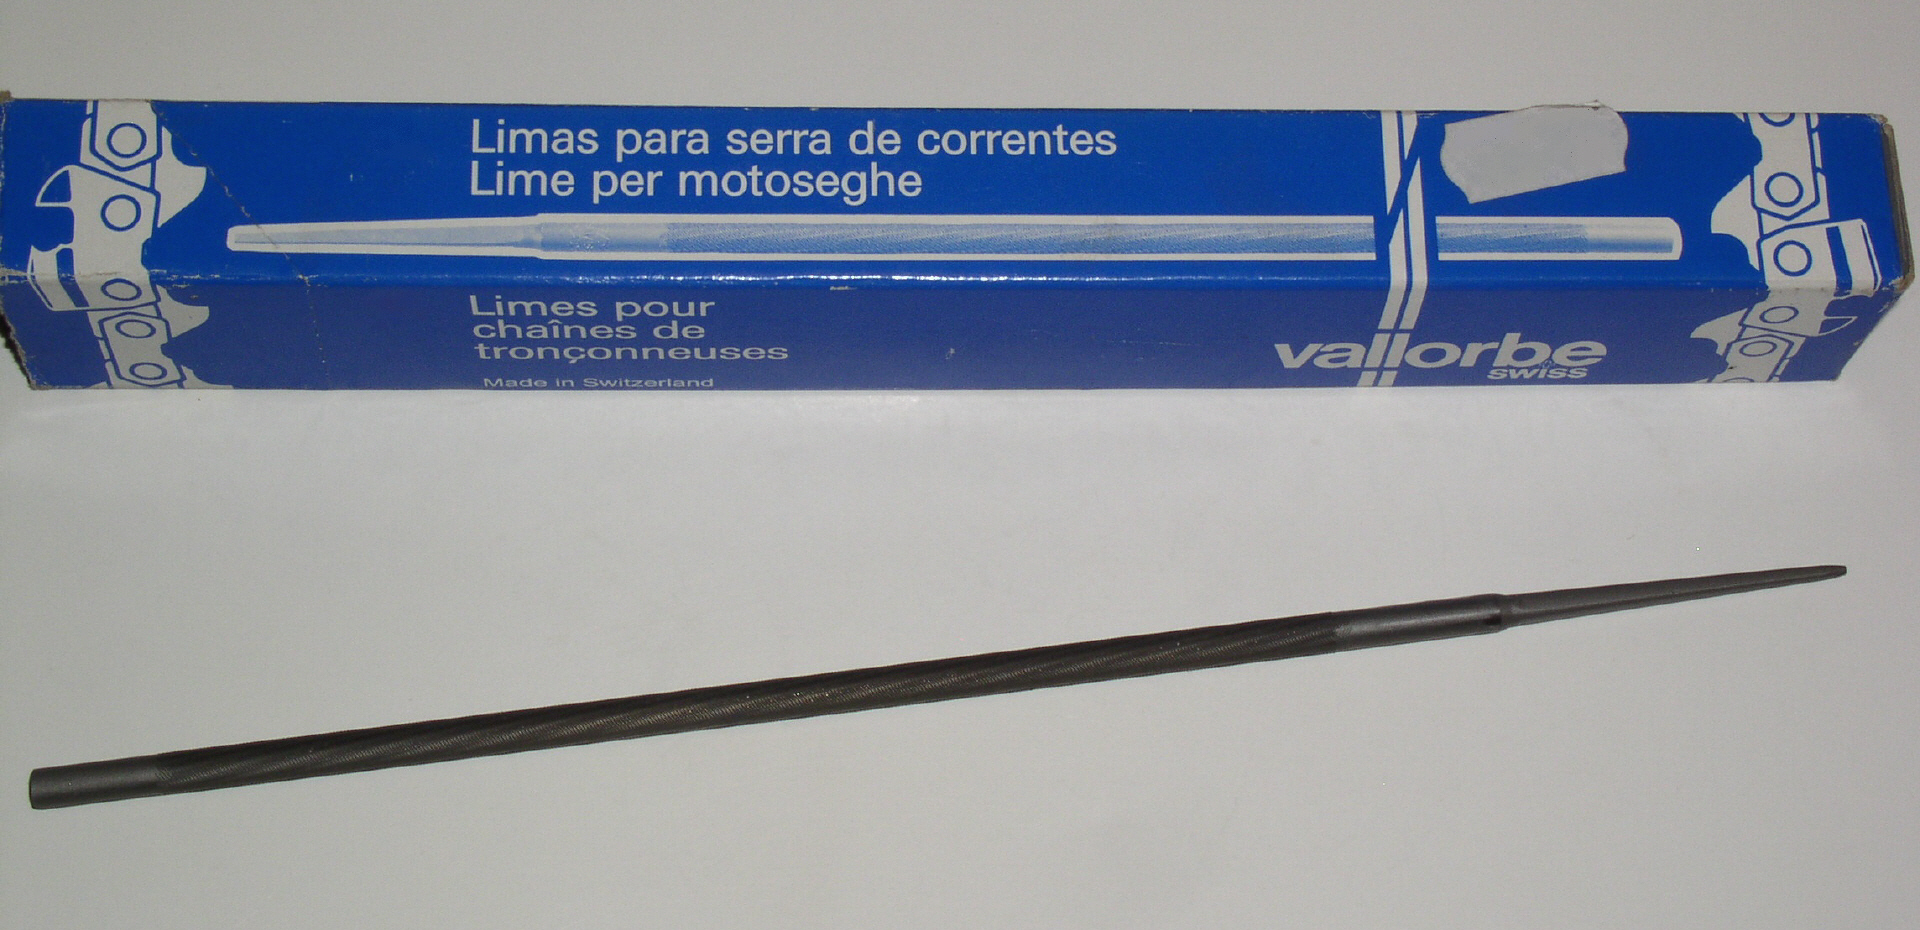 Limas para serra de correntes
Lime per motoseghe
Limes pour
chaînes de
tronçonneuses
Made in Switzerland
vallorbe
swiss